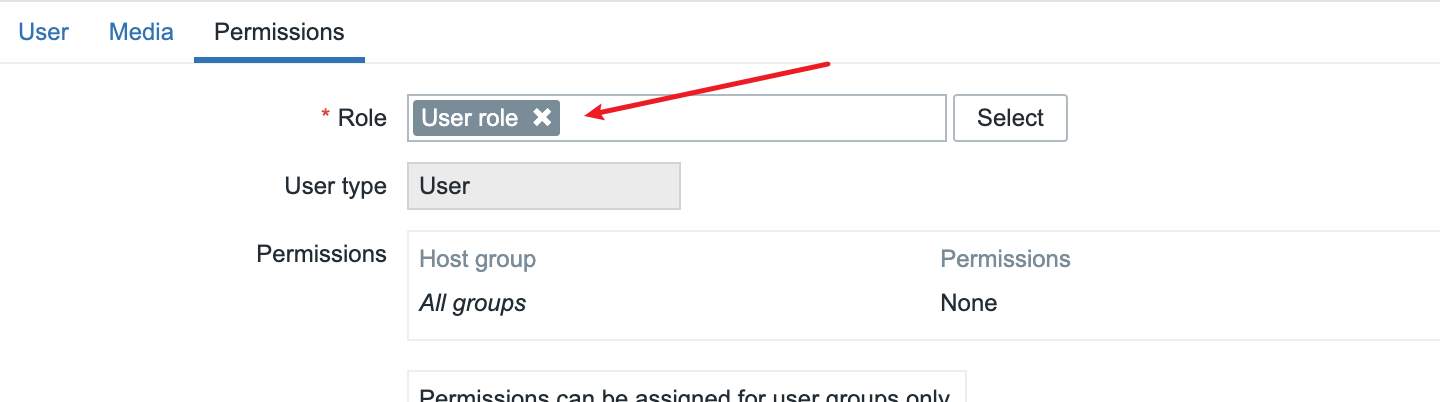 User Media Permissions
* Role User role Select
User type User
Permissions Host group Permissions
All groups None
Permissions can be assigned for user groups only.